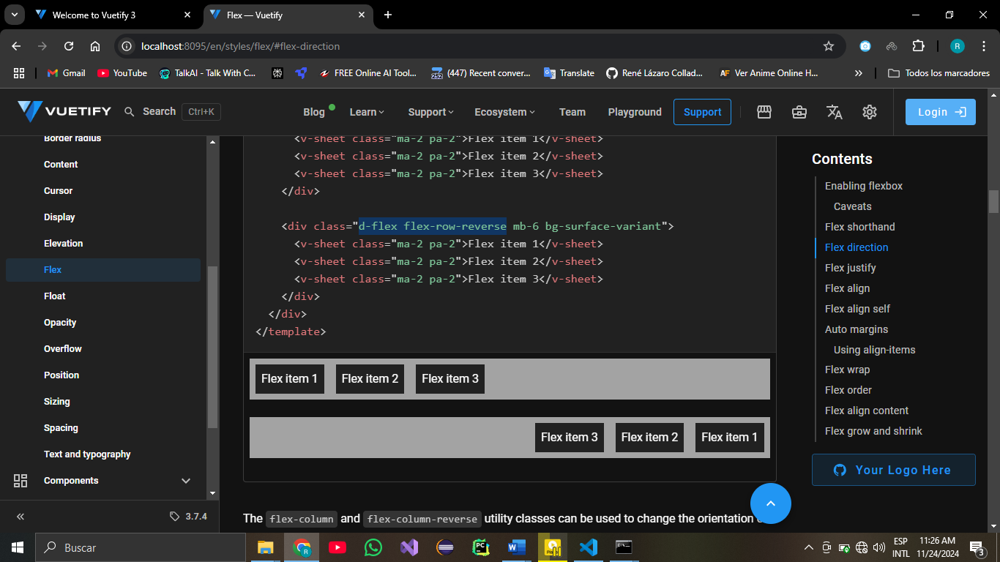 Welcome to Vuetify 3
Flex — Vuetify
localhost:8095/en/styles/flex/#flex-direction
R
Gmail
YouTube
TalkAI - Talk With C...
FREE Online AI Tool...
(447) Recent conver...
Translate
René Lázaro Collad...
AF Ver Anime Online H...
Todos los marcadores
VUETIFY
Search Ctrl+K
Blog
Learn
Support
Ecosystem
Team
Playground
Support
Login
Border radius
Content
Cursor
Display
Elevation
Flex
Float
Opacity
Overflow
Position
Sizing
Spacing
Text and typography
Components
3.7.4
<v-sheet class="ma-2 pa-2">Flex item 1</v-sheet>
<v-sheet class="ma-2 pa-2">Flex item 2</v-sheet>
<v-sheet class="ma-2 pa-2">Flex item 3</v-sheet>
</div>
<div class="d-flex flex-row-reverse mb-6 bg-surface-variant">
<v-sheet class="ma-2 pa-2">Flex item 1</v-sheet>
<v-sheet class="ma-2 pa-2">Flex item 2</v-sheet>
<v-sheet class="ma-2 pa-2">Flex item 3</v-sheet>
</div>
</div>
</template>
Flex item 1 Flex item 2 Flex item 3
Flex item 3 Flex item 2 Flex item 1
The flex-column and flex-column-reverse utility classes can be used to change the orientation
Contents
Enabling flexbox
Caveats
Flex shorthand
Flex direction
Flex justify
Flex align
Flex align self
Auto margins
Using align-items
Flex wrap
Flex order
Flex align content
Flex grow and shrink
Your Logo Here
Buscar
ESP
INTL
11:26 AM
11/24/2024
3